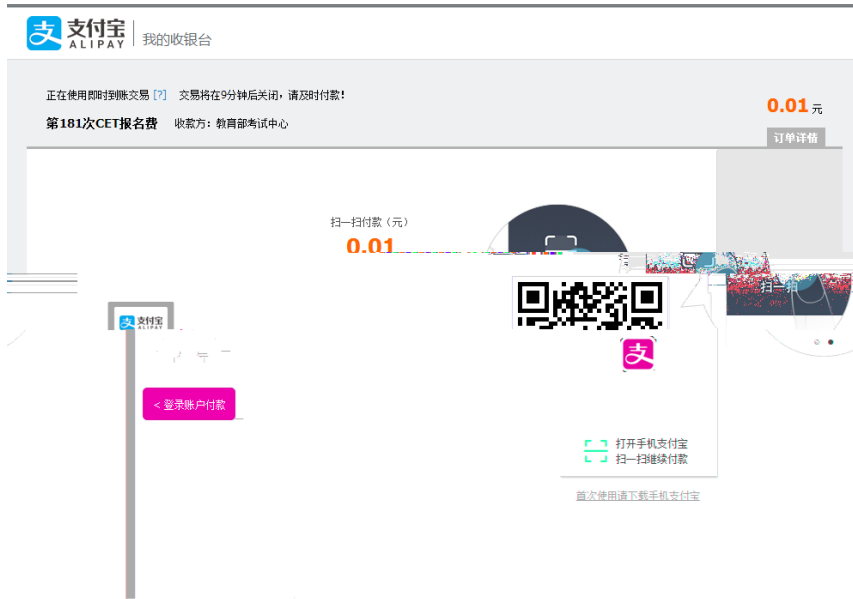 支付宝
ALIPAY
我的收银台
正在使用即时到账交易 [?] 交易将在9分钟后关闭，请及时付款！
0.01 元
第181次CET报名费 收款方：教育部考试中心
订单详情
扫一扫付款（元）
0.01
扫一扫
支付宝
ALIPAY
支
< 登录账户付款
打开手机支付宝
扫一扫继续付款
首次使用请下载手机支付宝